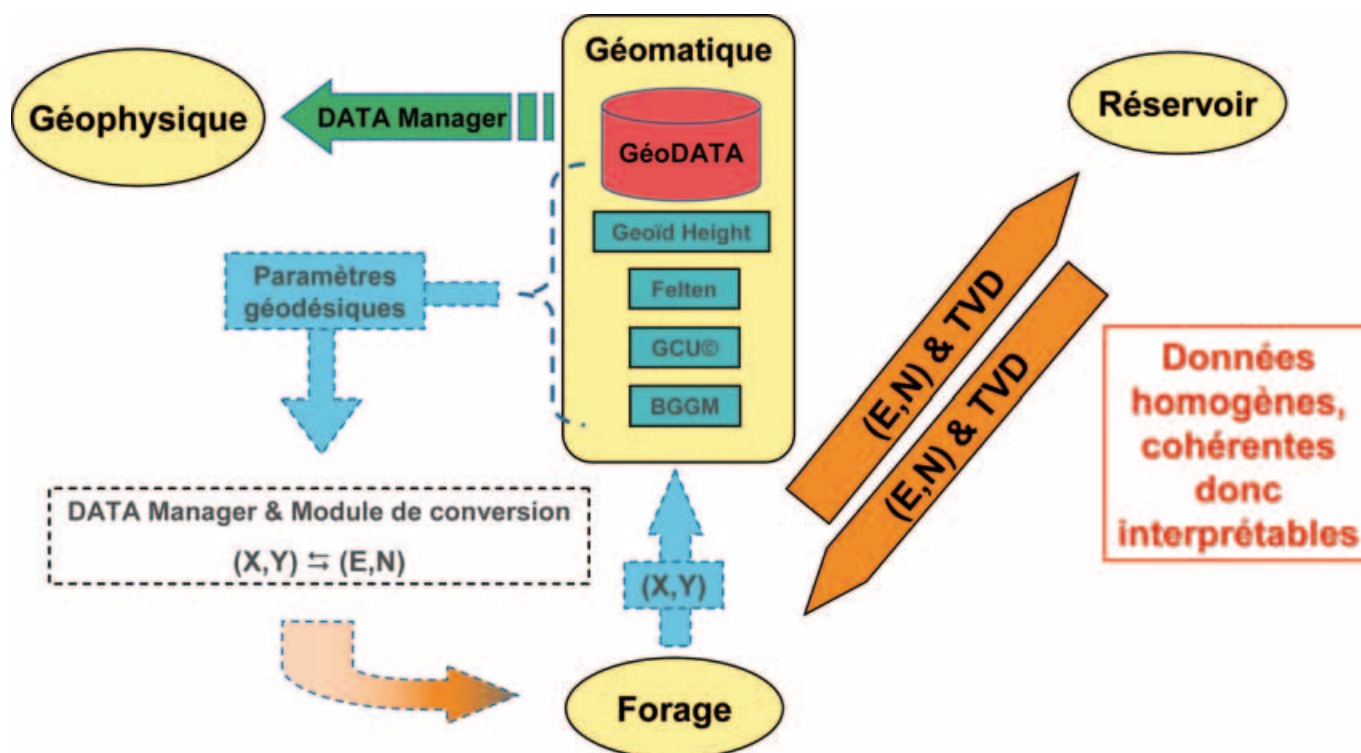 Géomatique
Géophysique
DATA Manager
GéoDATA
Réservoir
Geoïd Height
Paramètres
géodésiques
Felten
GCU©
BGGM
(E,N) & TVD
(E,N) & TVD
Données
homogènes,
cohérentes
donc
interprétables
DATA Manager & Module de conversion
(X,Y) ⇆ (E,N)
(X,Y)
Forage